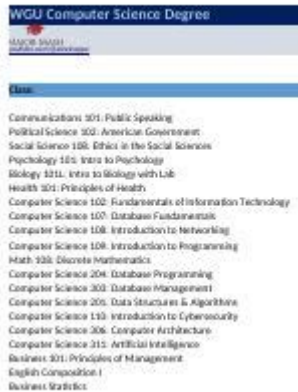 WGU Computer Science Degree
Class:
Communications 101: Public Speaking
Political Science 102: American Government
Social Science 108: Ethics in the Social Sciences
Psychology 101: Intro to Psychology
Biology 101L: Intro to Biology with Lab
Health 101: Principles of Health
Computer Science 102: Fundamentals of Information Technology
Computer Science 107: Database Fundamentals
Computer Science 108: Introduction to Networking
Computer Science 109: Introduction to Programming
Math 108: Discrete Mathematics
Computer Science 204: Database Programming
Computer Science 303: Database Management
Computer Science 201: Data Structures & Algorithms
Computer Science 110: Introduction to Cybersecurity
Computer Science 306: Computer Architecture
Computer Science 311: Artificial Intelligence
Business 101: Principles of Management
English Composition I
Business Statistics